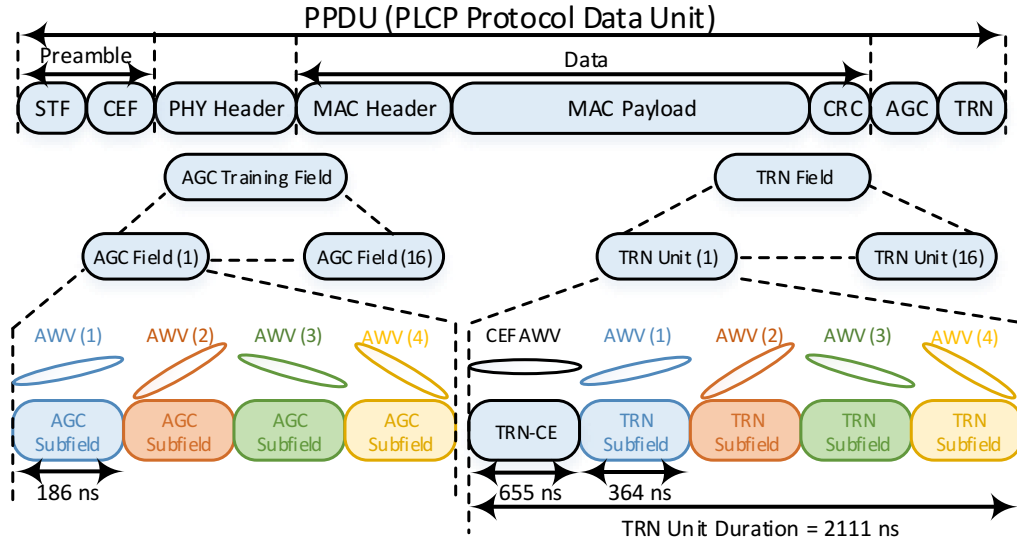 PPDU (PLCP Protocol Data Unit)
Preamble
Data
STF
CEF
PHY Header
MAC Header
MAC Payload
CRC
AGC
TRN
AGC Training Field
TRN Field
AGC Field (1)
AGC Field (16)
TRN Unit (1)
TRN Unit (16)
AWV (1)
AWV (2)
AWV (3)
AWV (4)
CEF AWV
AWV (1)
AWV (2)
AWV (3)
AWV (4)
AGC
Subfield
AGC
Subfield
AGC
Subfield
AGC
Subfield
TRN-CE
TRN
Subfield
TRN
Subfield
TRN
Subfield
TRN
Subfield
186 ns
655 ns
364 ns
TRN Unit Duration = 2111 ns